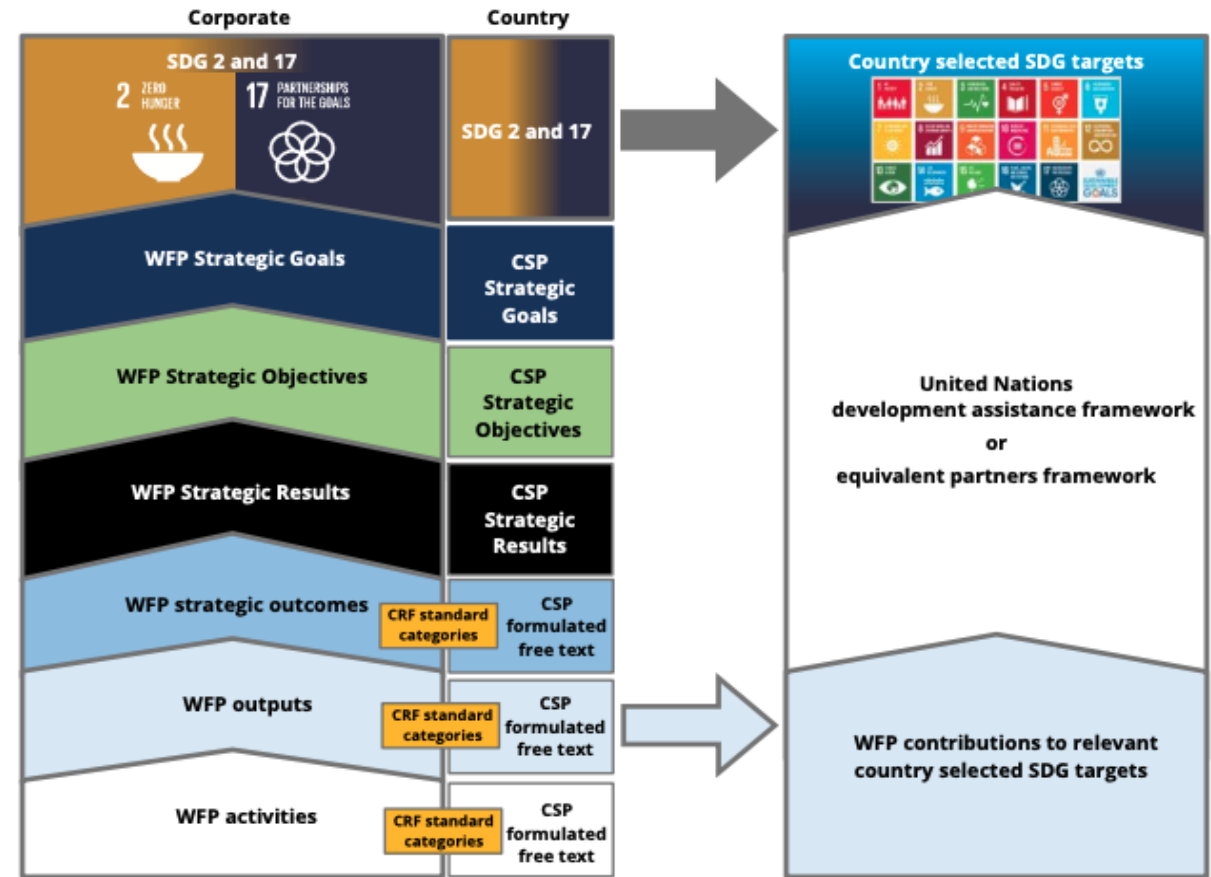 Corporate
Country
SDG 2 and 17
2 ZERO
HUNGER
17 PARTNERSHIPS
FOR THE GOALS
SDG 2 and 17
Country selected SDG targets
WFP Strategic Goals
CSP
Strategic
Goals
WFP Strategic Objectives
CSP
Strategic
Objectives
WFP Strategic Results
CSP
Strategic
Results
WFP strategic outcomes
CRF standard
categories
CSP
formulated
free text
WFP outputs
CRF standard
categories
CSP
formulated
free text
WFP activities
CRF standard
categories
CSP
formulated
free text
United Nations
development assistance framework
or
equivalent partners framework
WFP contributions to relevant
country selected SDG targets